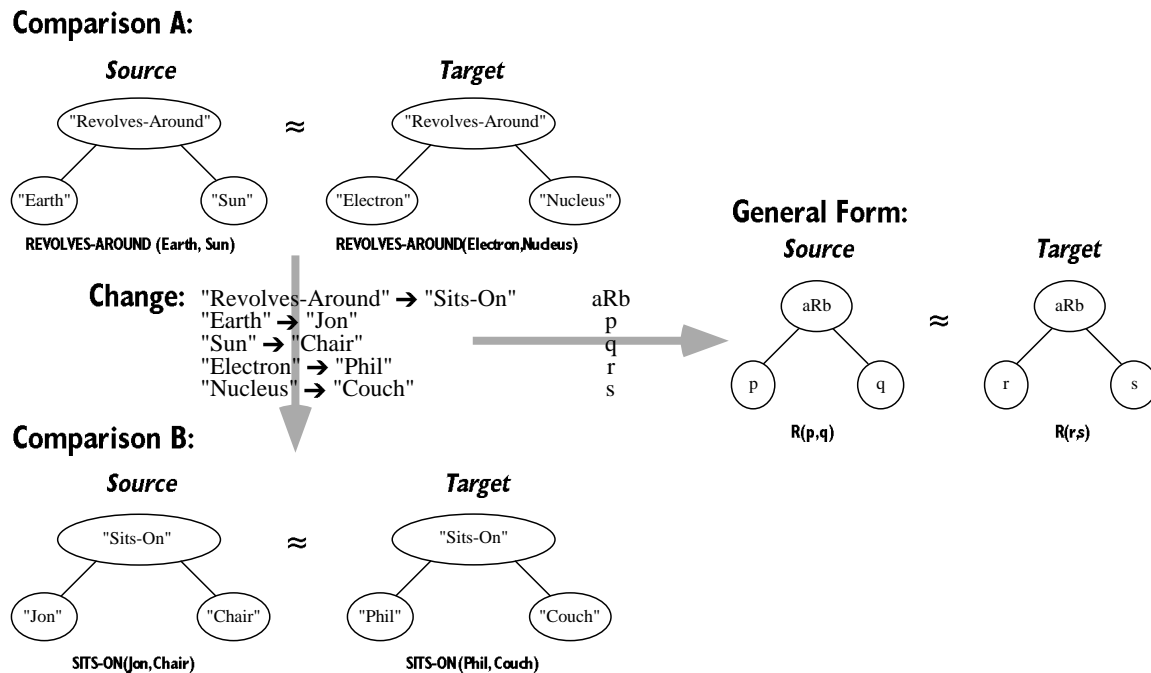 Comparison A:
Source Target
"Revolves-Around" ≈ "Revolves-Around"
"Earth" "Sun" "Electron" "Nucleus"
REVOLVES-AROUND (Earth, Sun) REVOLVES-AROUND(Electron,Nucleus)
Change:
"Revolves-Around" ➔ "Sits-On" aRb
"Earth" ➔ "Jon" p
"Sun" ➔ "Chair" q
"Electron" ➔ "Phil" r
"Nucleus" ➔ "Couch" s
General Form:
Source Target
aRb ≈ aRb
p q r s
R(p,q) R(r,s)
Comparison B:
Source Target
"Sits-On" ≈ "Sits-On"
"Jon" "Chair" "Phil" "Couch"
SITS-ON(Jon, Chair) SITS-ON(Phil, Couch)